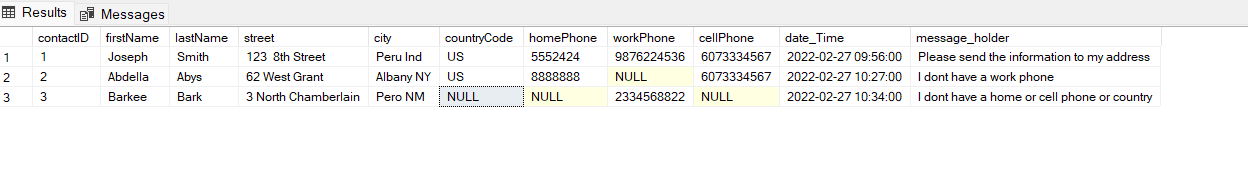 Results Messages
contactID firstName lastName street city countryCode homePhone workPhone cellPhone date_Time message_holder
1 1 Joseph Smith 123  8th Street Peru Ind US 5552424 9876224536 6073334567 2022-02-27 09:56:00 Please send the information to my address
2 2 Abdella Abys 62 West Grant Albany NY US 8888888 NULL 6073334567 2022-02-27 10:27:00 I dont have a work phone
3 3 Barkee Bark 3 North Chamberlain Pero NM NULL NULL 2334568822 NULL 2022-02-27 10:34:00 I dont have a home or cell phone or country